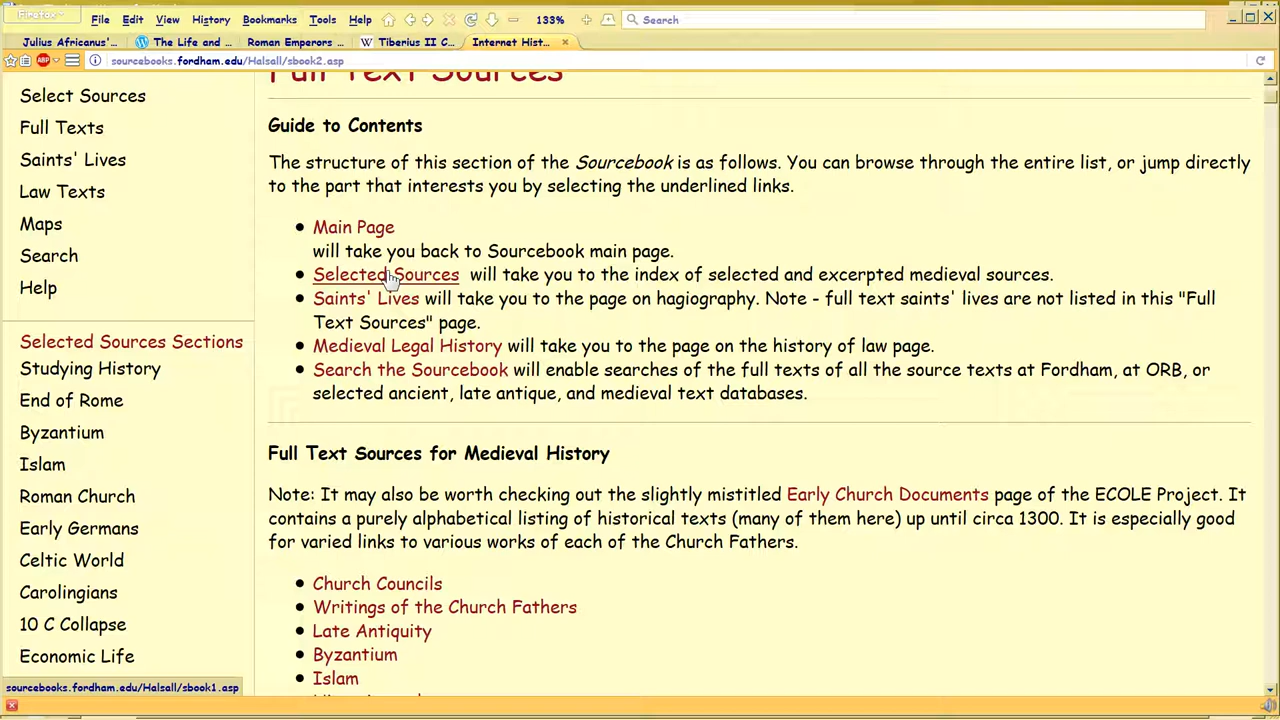 Firefox
File Edit View History Bookmarks Tools Help 133% Search
Julius Africanus'... The Life and ... Roman Emperors ... Tiberius II C... Internet Hist...
sourcebooks.fordham.edu/Halsall/sbook2.asp
Select Sources
Full Texts
Saints' Lives
Law Texts
Maps
Search
Help
Selected Sources Sections
Studying History
End of Rome
Byzantium
Islam
Roman Church
Early Germans
Celtic World
Carolingians
10 C Collapse
Economic Life
Full Text Sources
Guide to Contents
The structure of this section of the Sourcebook is as follows. You can browse through the entire list, or jump directly
to the part that interests you by selecting the underlined links.
Main Page
will take you back to Sourcebook main page.
Selected Sources will take you to the index of selected and excerpted medieval sources.
Saints' Lives will take you to the page on hagiography. Note - full text saints' lives are not listed in this "Full
Text Sources" page.
Medieval Legal History will take you to the page on the history of law page.
Search the Sourcebook will enable searches of the full texts of all the source texts at Fordham, at ORB, or
selected ancient, late antique, and medieval text databases.
Full Text Sources for Medieval History
Note: It may also be worth checking out the slightly mistitled Early Church Documents page of the ECOLE Project. It
contains a purely alphabetical listing of historical texts (many of them here) up until circa 1300. It is especially good
for varied links to various works of each of the Church Fathers.
Church Councils
Writings of the Church Fathers
Late Antiquity
Byzantium
Islam
sourcebooks.fordham.edu/Halsall/sbook1.asp